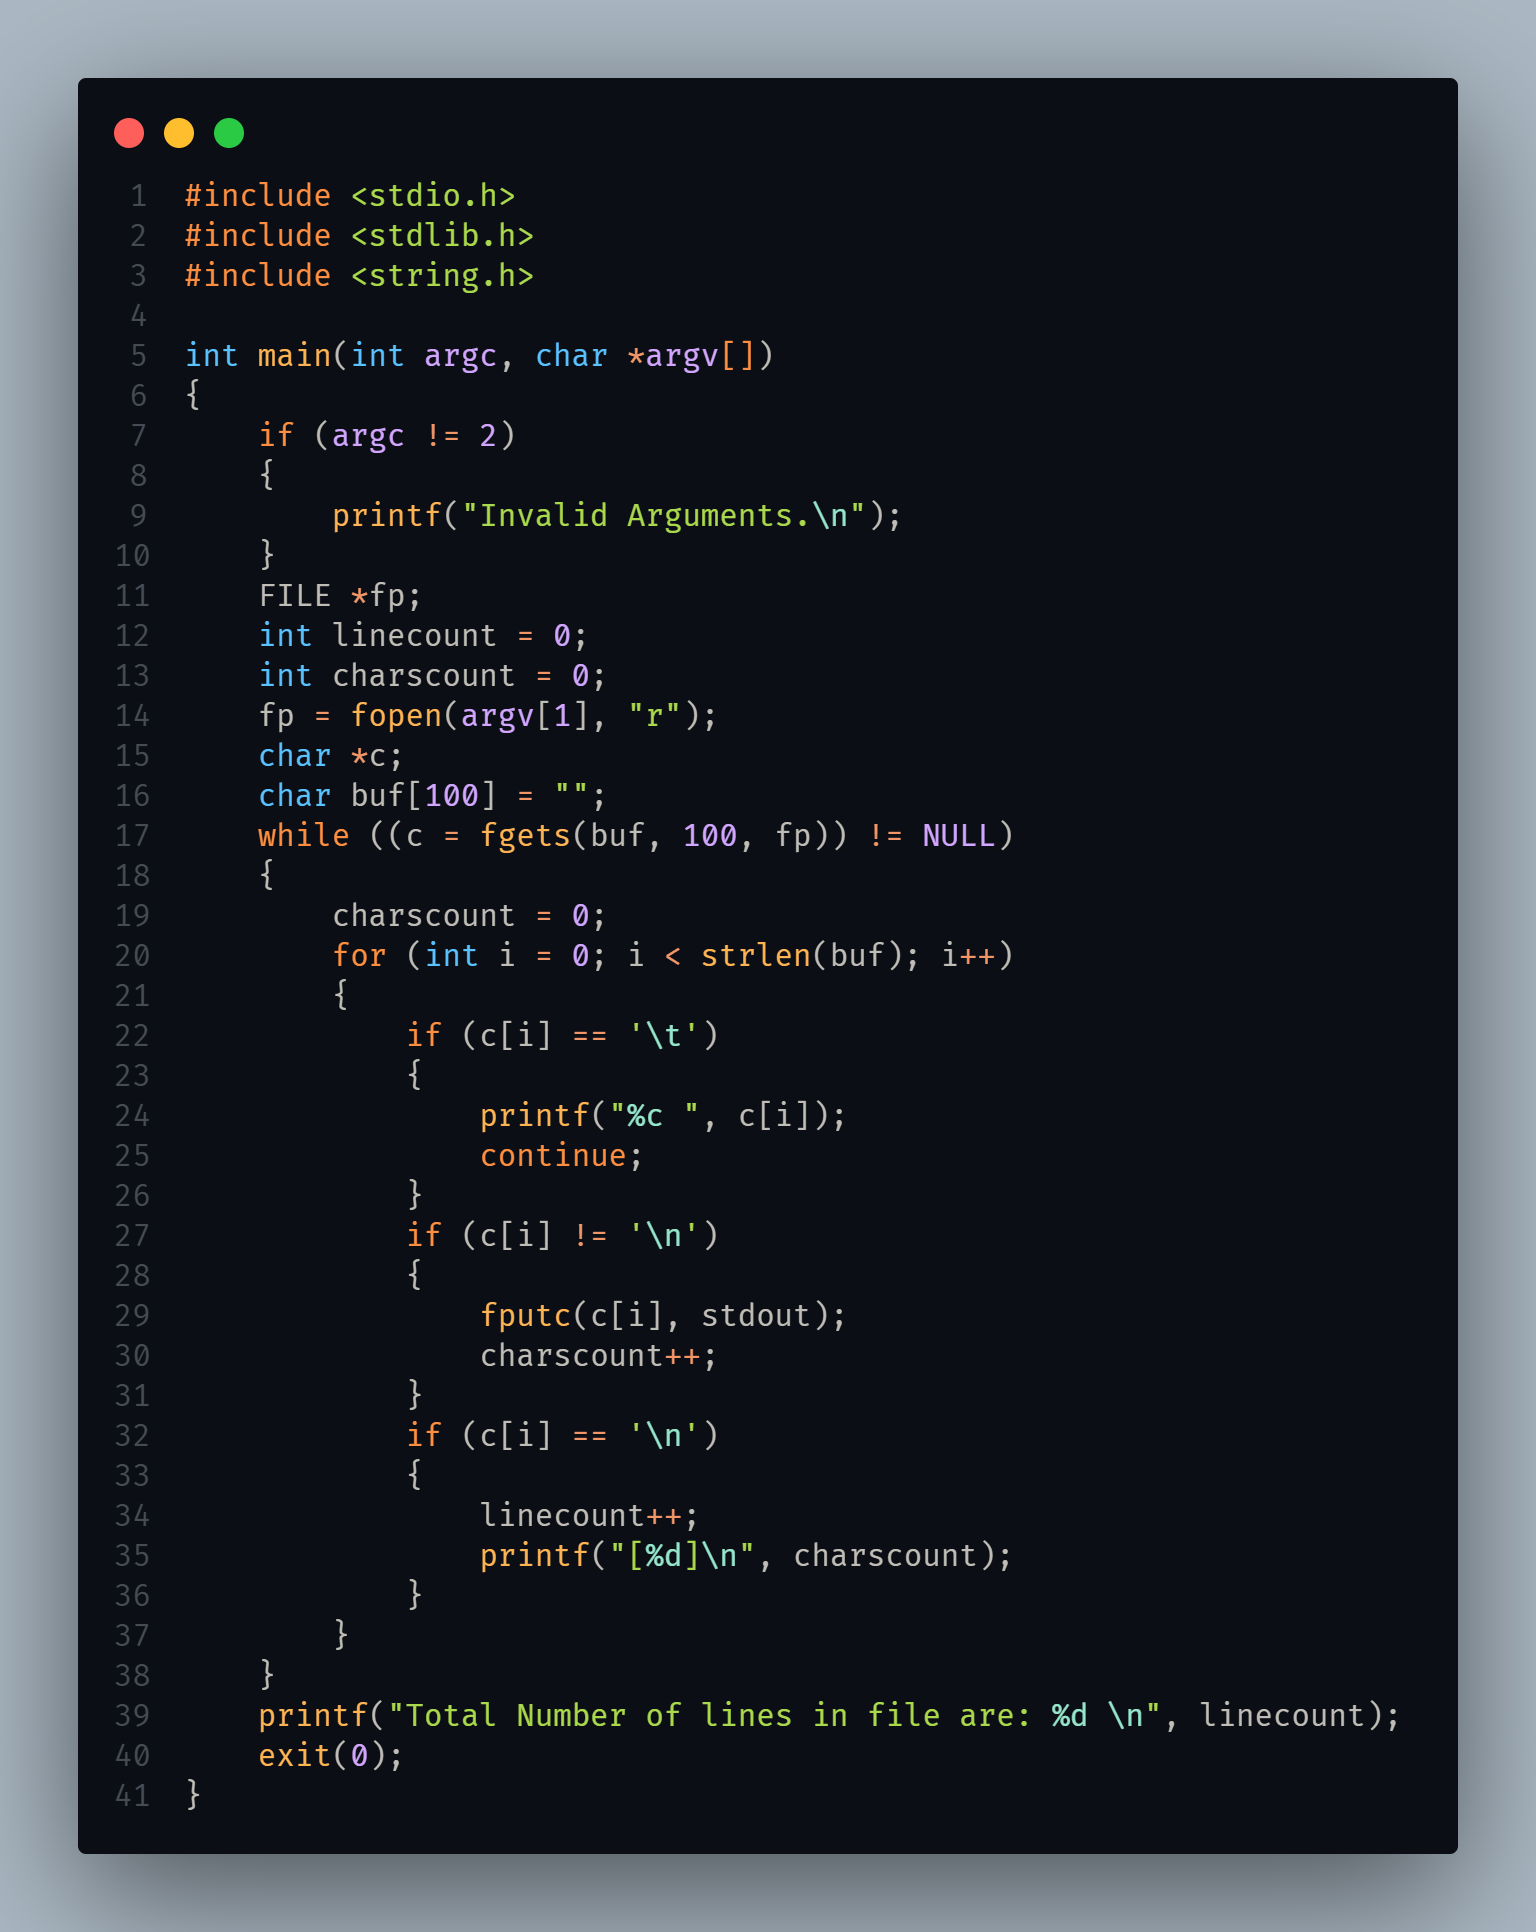 1 #include <stdio.h>
2 #include <stdlib.h>
3 #include <string.h>
4
5 int main(int argc, char *argv[])
6 {
7     if (argc != 2)
8     {
9         printf("Invalid Arguments.\n");
10     }
11     FILE *fp;
12     int linecount = 0;
13     int charscount = 0;
14     fp = fopen(argv[1], "r");
15     char *c;
16     char buf[100] = "";
17     while ((c = fgets(buf, 100, fp)) != NULL)
18     {
19         charscount = 0;
20         for (int i = 0; i < strlen(buf); i++)
21         {
22             if (c[i] == '\t')
23             {
24                 printf("%c ", c[i]);
25                 continue;
26             }
27             if (c[i] != '\n')
28             {
29                 fputc(c[i], stdout);
30                 charscount++;
31             }
32             if (c[i] == '\n')
33             {
34                 linecount++;
35                 printf("[%d]\n", charscount);
36             }
37         }
38     }
39     printf("Total Number of lines in file are: %d \n", linecount);
40     exit(0);
41 }